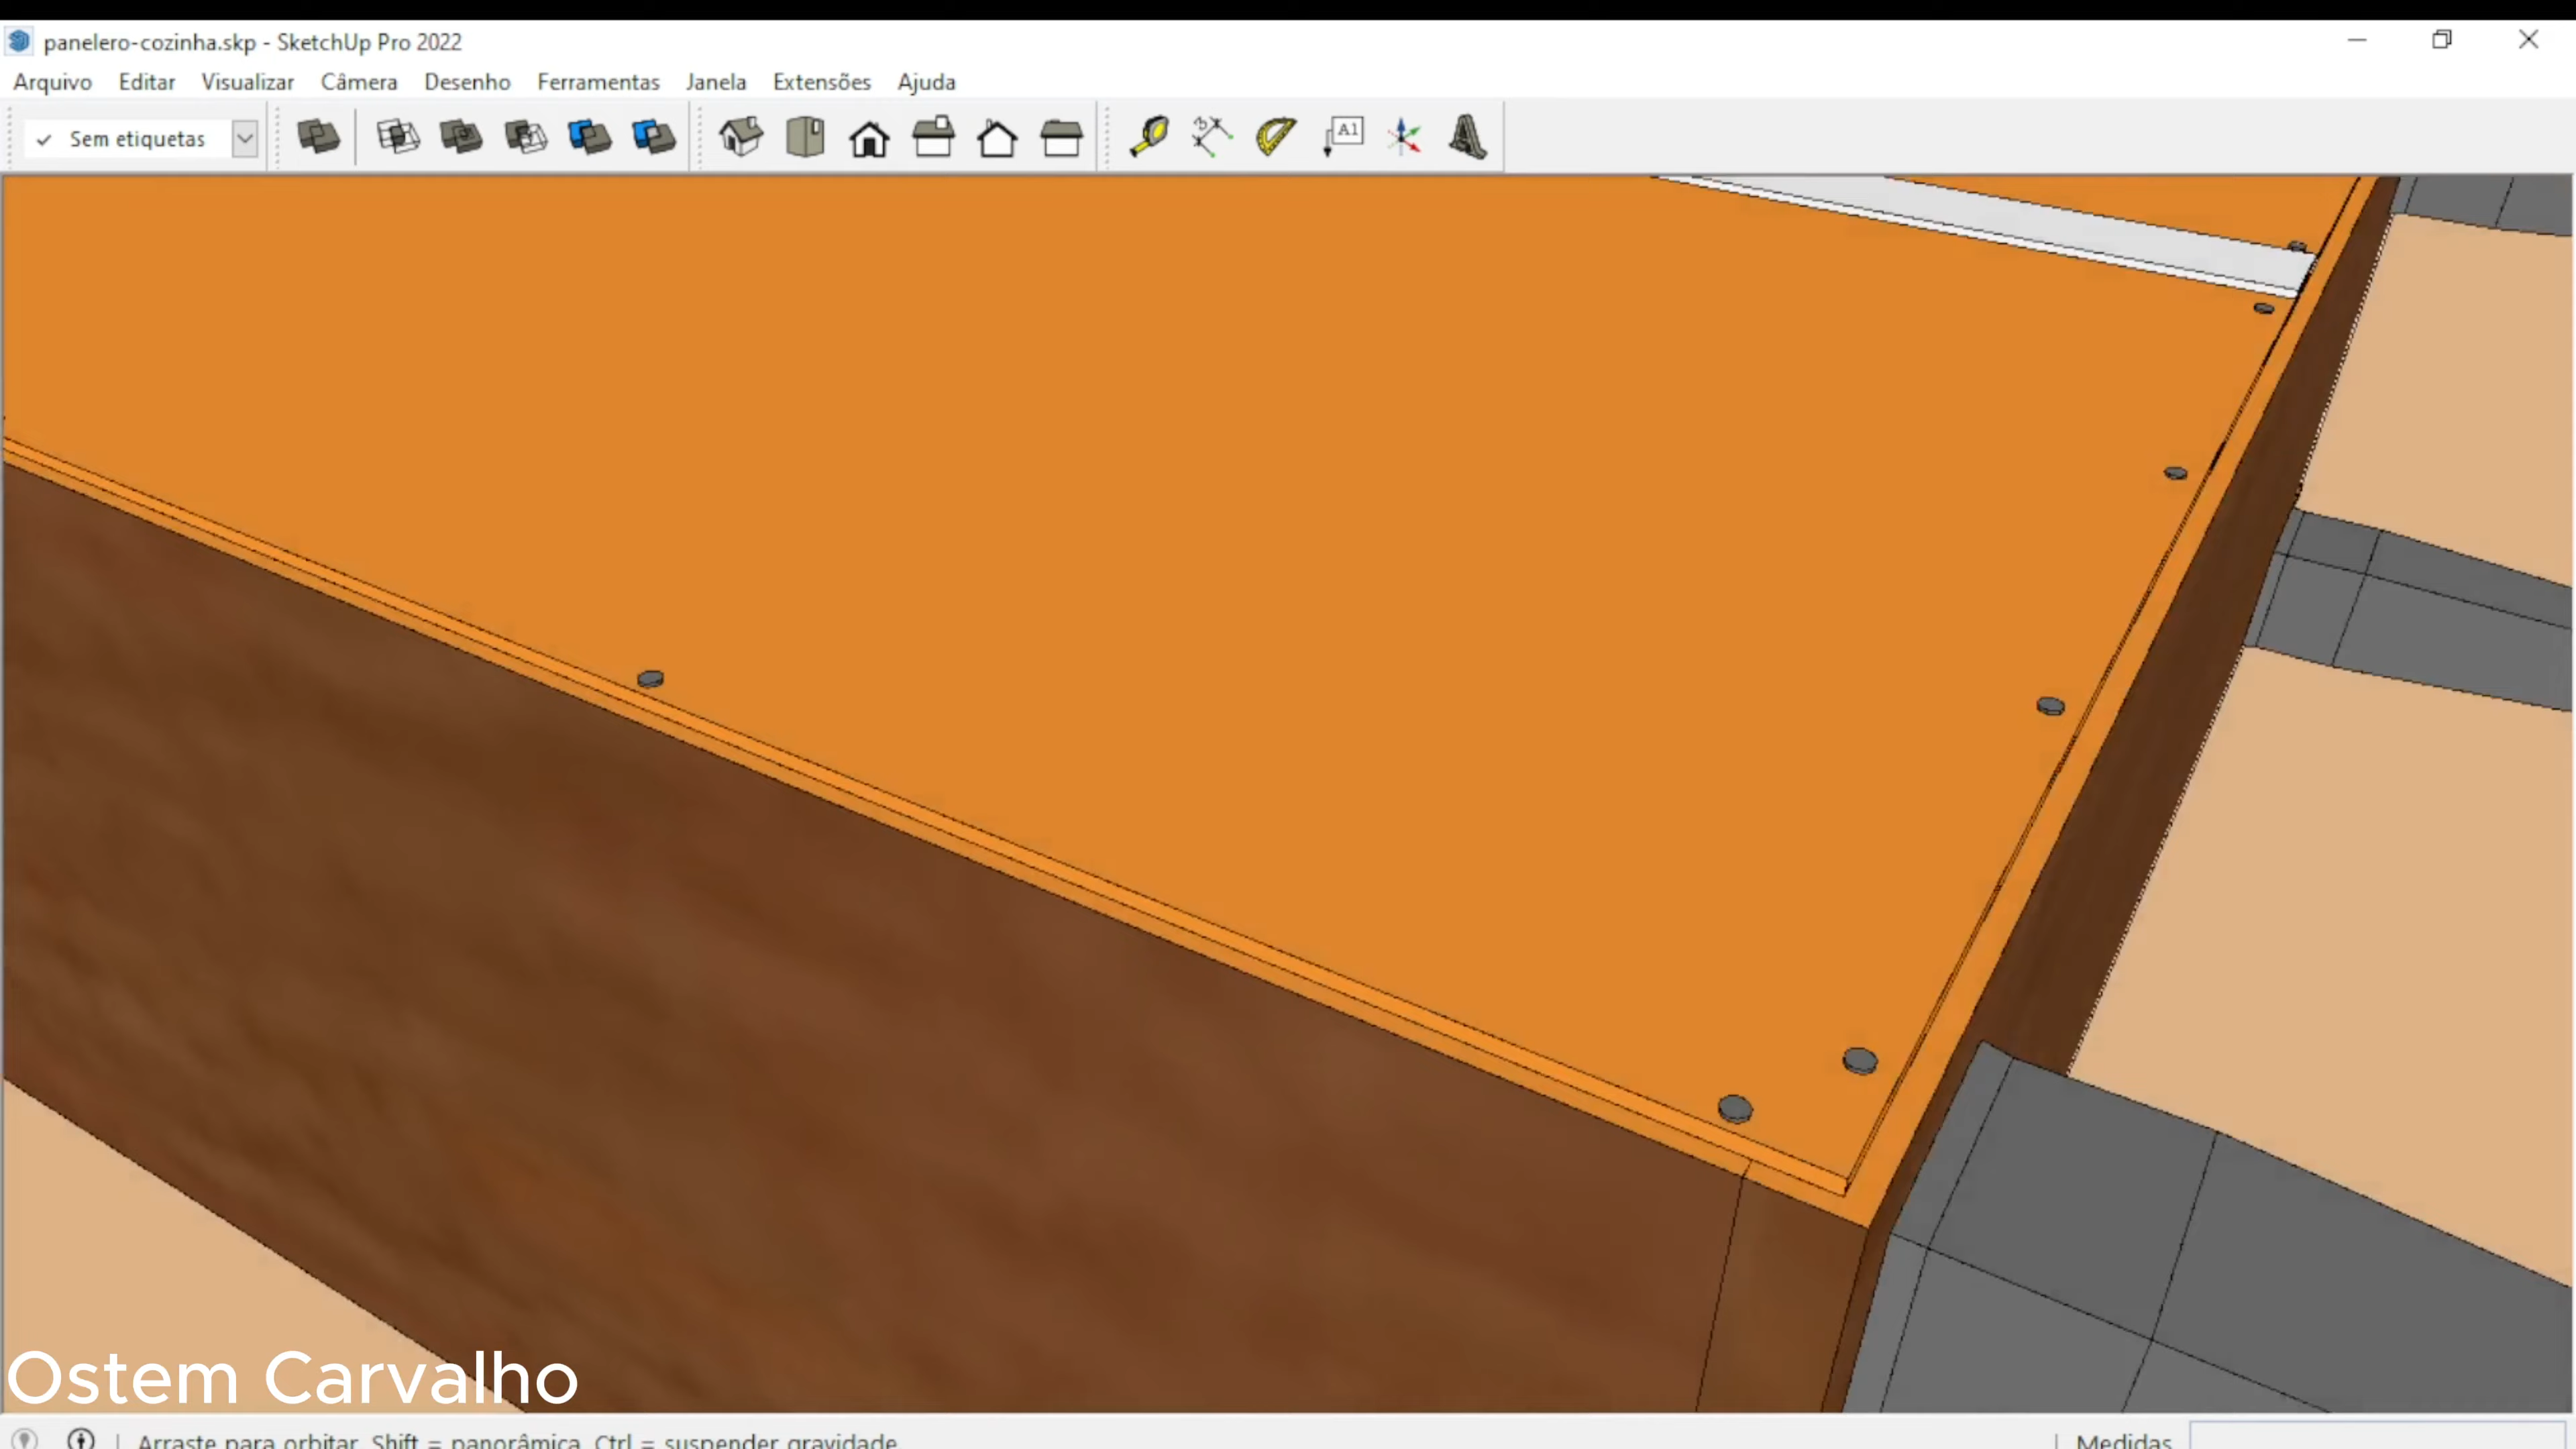 panelero-cozinha.skp - SketchUp Pro 2022
Arquivo Editar Visualizar Câmera Desenho Ferramentas Janela Extensões Ajuda
Sem etiquetas
A1
Ostem Carvalho
Arraste para orbitar. Shift = panorâmica, Ctrl = suspender gravidade
Medidas